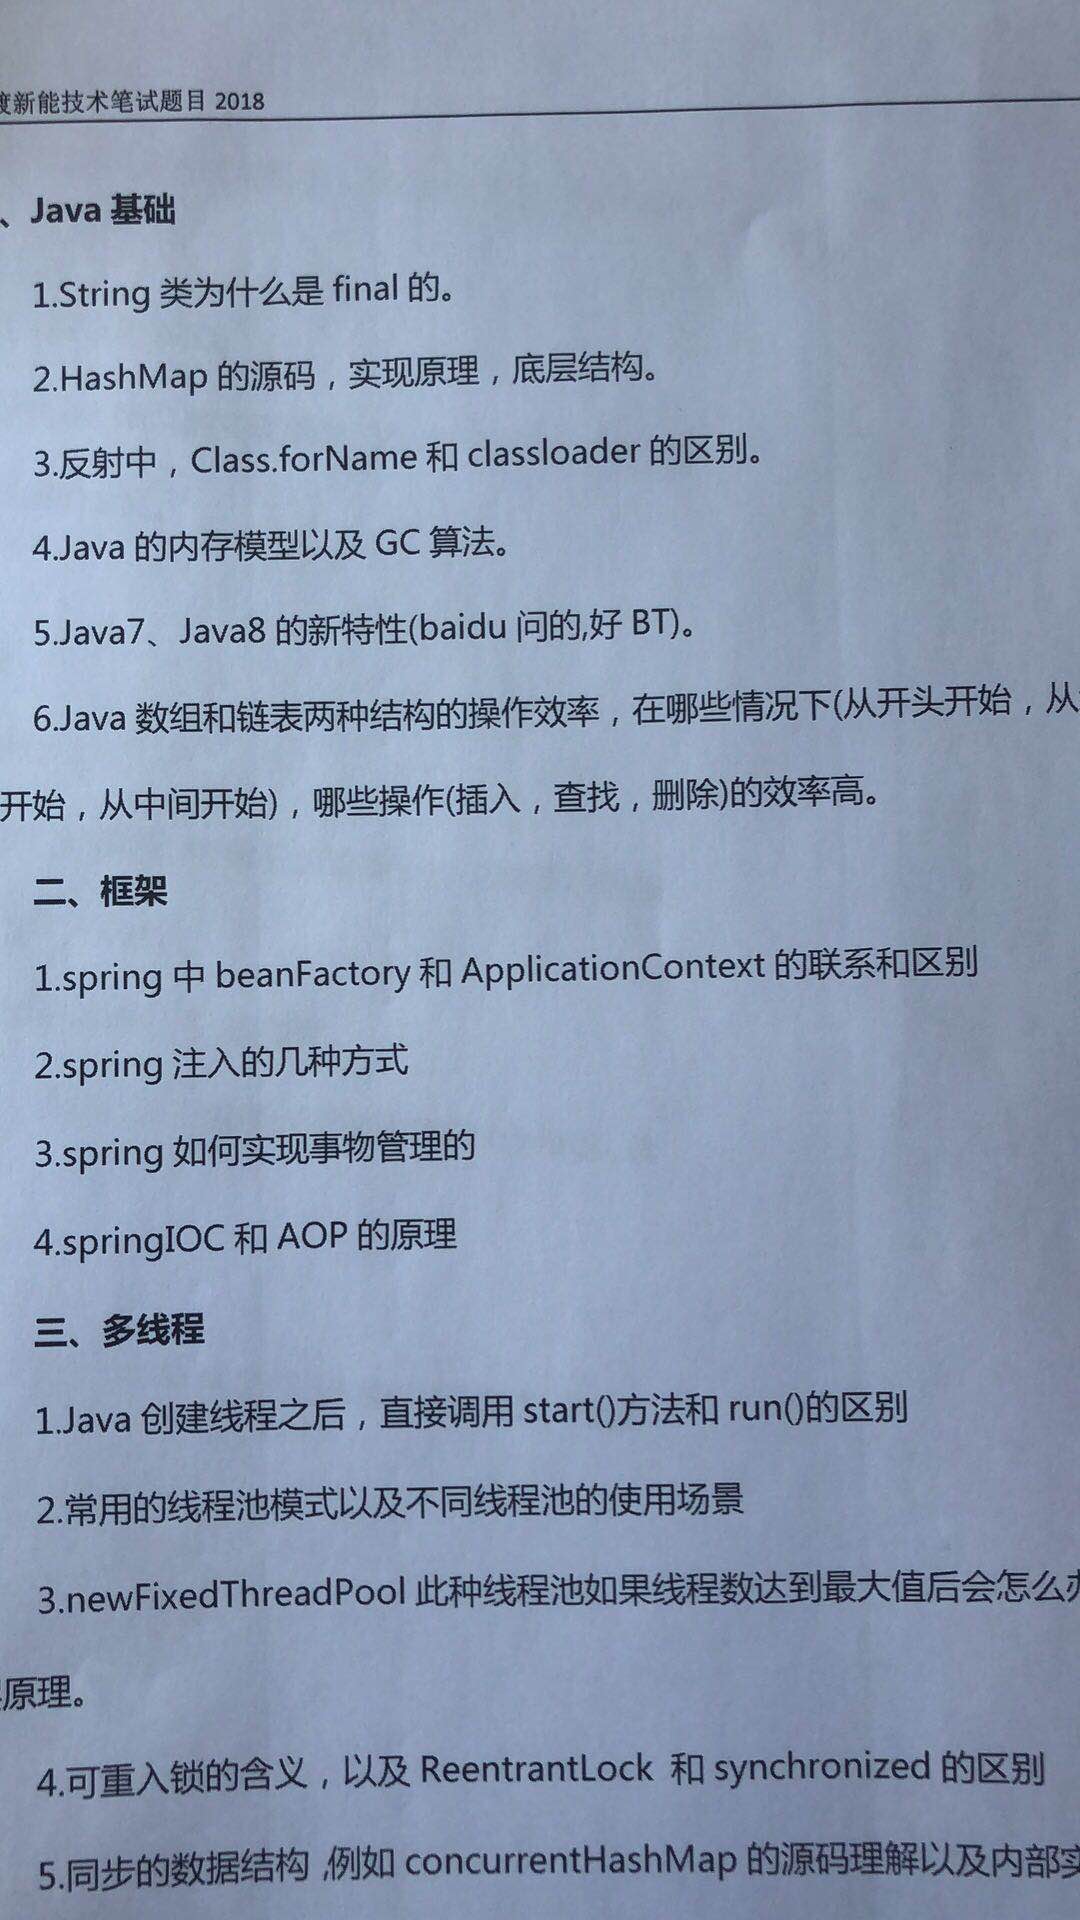 新能技术笔试题目 2018
、Java 基础
1.String 类为什么是 final 的。
2.HashMap 的源码，实现原理，底层结构。
3.反射中，Class.forName 和 classloader 的区别。
4.Java 的内存模型以及 GC 算法。
5.Java7、Java8 的新特性(baidu 问的,好 BT)。
6.Java 数组和链表两种结构的操作效率，在哪些情况下(从开头开始，从
开始，从中间开始)，哪些操作(插入，查找，删除)的效率高。
二、框架
1.spring 中 beanFactory 和 ApplicationContext 的联系和区别
2.spring 注入的几种方式
3.spring 如何实现事物管理的
4.springIOC 和 AOP 的原理
三、多线程
1.Java 创建线程之后，直接调用 start()方法和 run()的区别
2.常用的线程池模式以及不同线程池的使用场景
3.newFixedThreadPool 此种线程池如果线程数达到最大值后会怎么办
原理。
4.可重入锁的含义，以及 ReentrantLock 和 synchronized 的区别
5.同步的数据结构,例如 concurrentHashMap 的源码理解以及内部实